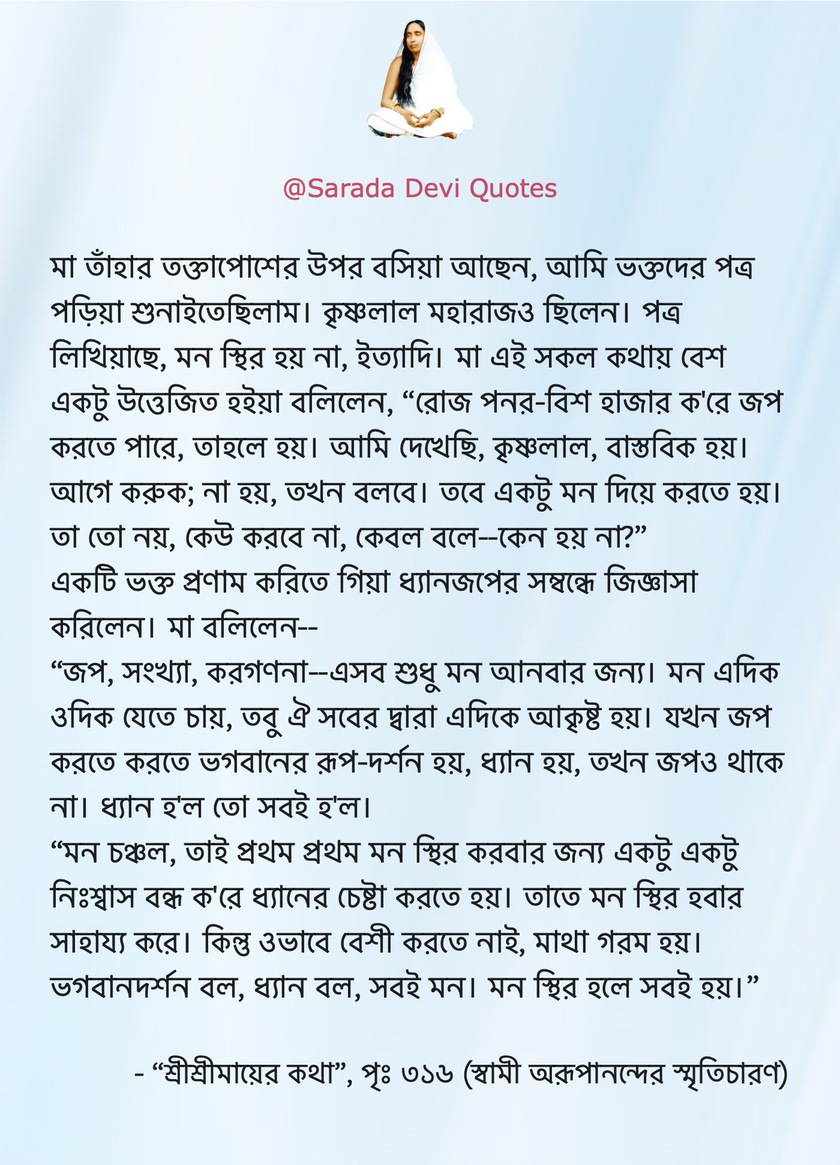 @Sarada Devi Quotes
মা তাঁহার তক্তাপোশের উপর বসিয়া আছেন, আমি ভক্তদের পত্র
পড়িয়া শুনাইতেছিলাম। কৃষ্ণলাল মহারাজও ছিলেন। পত্র
লিখিয়াছে, মন স্থির হয় না, ইত্যাদি। মা এই সকল কথায় বেশ
একটু উত্তেজিত হইয়া বলিলেন, “রোজ পনর-বিশ হাজার ক'রে জপ
করতে পারে, তাহলে হয়। আমি দেখেছি, কৃষ্ণলাল, বাস্তবিক হয়।
আগে করুক; না হয়, তখন বলবে। তবে একটু মন দিয়ে করতে হয়।
তা তো নয়, কেউ করবে না, কেবল বলে--কেন হয় না?”
একটি ভক্ত প্রণাম করিতে গিয়া ধ্যানজপের সম্বন্ধে জিজ্ঞাসা
করিলেন। মা বলিলেন--
“জপ, সংখ্যা, করগণনা--এসব শুধু মন আনবার জন্য। মন এদিক
ওদিক যেতে চায়, তবু ঐ সবের দ্বারা এদিকে আকৃষ্ট হয়। যখন জপ
করতে করতে ভগবানের রূপ-দর্শন হয়, ধ্যান হয়, তখন জপও থাকে
না। ধ্যান হ'ল তো সবই হ'ল।
“মন চঞ্চল, তাই প্রথম প্রথম মন স্থির করবার জন্য একটু একটু
নিঃশ্বাস বন্ধ ক'রে ধ্যানের চেষ্টা করতে হয়। তাতে মন স্থির হবার
সাহায্য করে। কিন্তু ওভাবে বেশী করতে নাই, মাথা গরম হয়।
ভগবানদর্শন বল, ধ্যান বল, সবই মন। মন স্থির হলে সবই হয়।”
- “শ্রীশ্রীমায়ের কথা”, পৃঃ ৩১৬ (স্বামী অরূপানন্দের স্মৃতিচারণ)